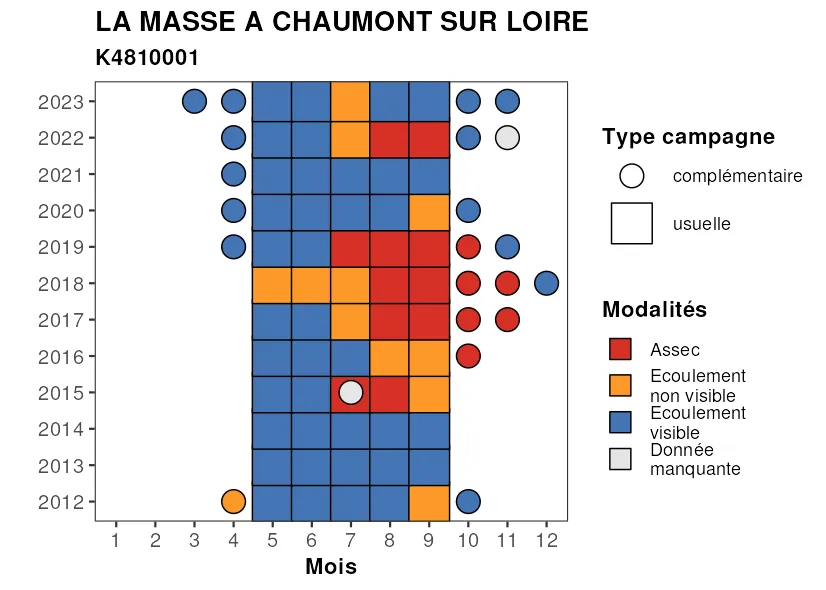 LA MASSE A CHAUMONT SUR LOIRE
K4810001
2023
2022
2021
2020
2019
2018
2017
2016
2015
2014
2013
2012
1 2 3 4 5 6 7 8 9 10 11 12
Mois
Type campagne
complémentaire
usuelle
Modalités
Assec
Ecoulement
non visible
Ecoulement
visible
Donnée
manquante